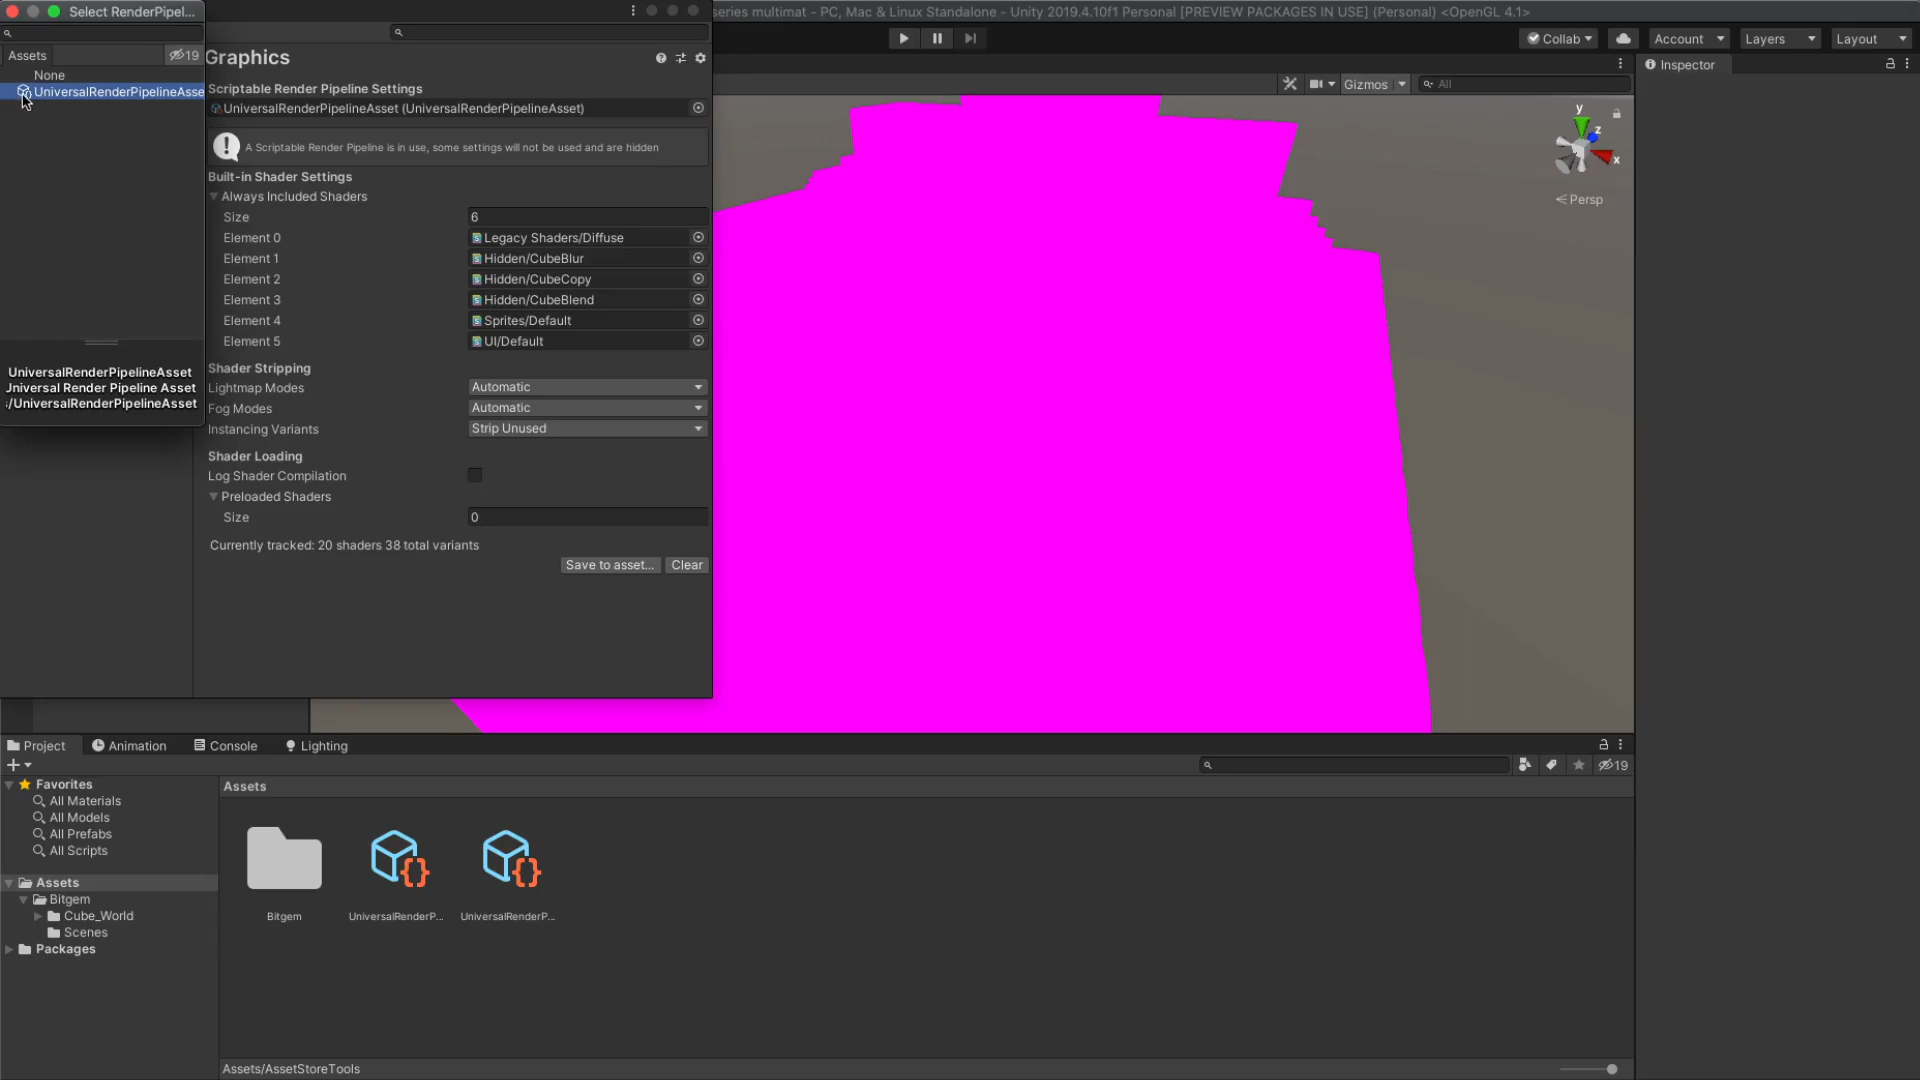 Select RenderPipel...
series multimat - PC, Mac & Linux Standalone - Unity 2019.4.10f1 Personal [PREVIEW PACKAGES IN USE] (Personal) <OpenGL 4.1>
Collab
Account
Layers
Layout
Assets
19
None
UniversalRenderPipelineAsse
UniversalRenderPipelineAsset
Universal Render Pipeline Asset
s/UniversalRenderPipelineAsset
Graphics
Scriptable Render Pipeline Settings
UniversalRenderPipelineAsset (UniversalRenderPipelineAsset)
A Scriptable Render Pipeline is in use, some settings will not be used and are hidden
Built-in Shader Settings
Always Included Shaders
Size 6
Element 0 Legacy Shaders/Diffuse
Element 1 Hidden/CubeBlur
Element 2 Hidden/CubeCopy
Element 3 Hidden/CubeBlend
Element 4 Sprites/Default
Element 5 UI/Default
Shader Stripping
Lightmap Modes Automatic
Fog Modes Automatic
Instancing Variants Strip Unused
Shader Loading
Log Shader Compilation
Preloaded Shaders
Size 0
Currently tracked: 20 shaders 38 total variants
Save to asset... Clear
Gizmos
All
y
z
x
Persp
Inspector
Project
Animation
Console
Lighting
19
Favorites
All Materials
All Models
All Prefabs
All Scripts
Assets
Bitgem
Cube_World
Scenes
Packages
Assets
Bitgem
UniversalRenderP...
UniversalRenderP...
Assets/AssetStoreTools